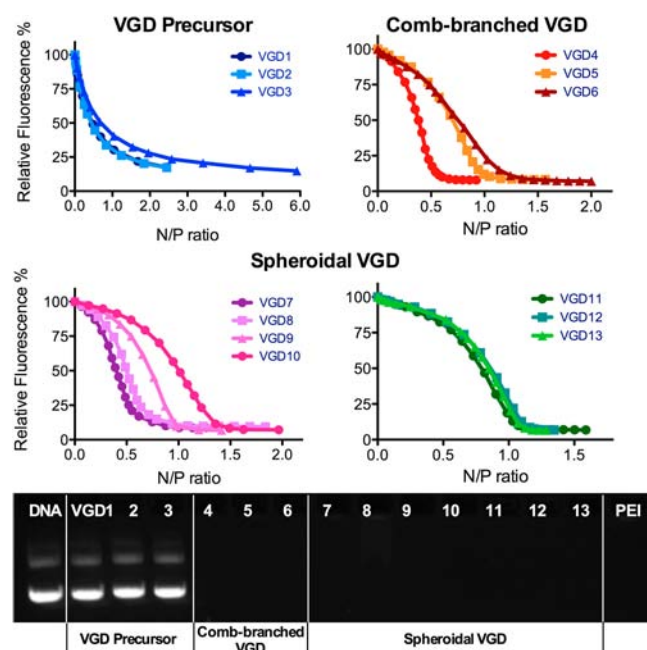 VGD Precursor
Comb-branched VGD
Relative Fluorescence %
100
75
50
25
0
VGD1
VGD2
VGD3
0.0 1.0 2.0 3.0 4.0 5.0 6.0
N/P ratio
100
75
50
25
0
VGD4
VGD5
VGD6
0.0 0.5 1.0 1.5 2.0
N/P ratio
Spheroidal VGD
Relative Fluorescence %
100
75
50
25
0
VGD7
VGD8
VGD9
VGD10
0.0 0.5 1.0 1.5 2.0
N/P ratio
100
75
50
25
0
VGD11
VGD12
VGD13
0.0 0.5 1.0 1.5
N/P ratio
DNA VGD1 2 3 4 5 6 7 8 9 10 11 12 13 PEI
VGD Precursor
Comb-branched
VGD
Spheroidal VGD